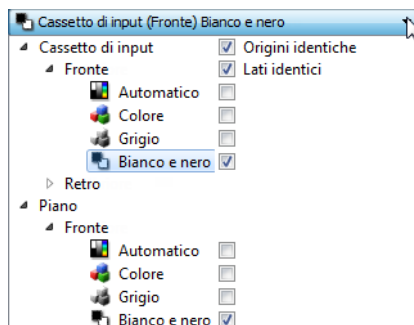 Cassetto di input (Fronte) Bianco e nero
Cassetto di input Origini identiche
Fronte Lati identici
Automatico
Colore
Grigio
Bianco e nero
Retro
Piano
Fronte
Automatico
Colore
Grigio
Bianco e nero